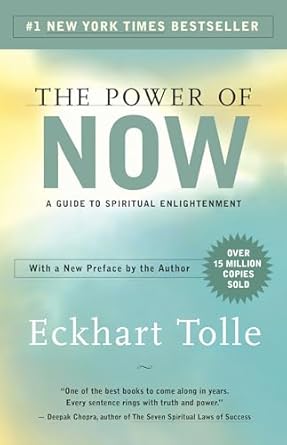 #1 NEW YORK TIMES BESTSELLER
THE POWER OF
NOW
A GUIDE TO SPIRITUAL ENLIGHTENMENT
OVER
15 MILLION
COPIES
SOLD
With a New Preface by the Author
Eckhart Tolle
"One of the best books to come along in years.
Every sentence rings with truth and power."
— Deepak Chopra, author of The Seven Spiritual Laws of Success